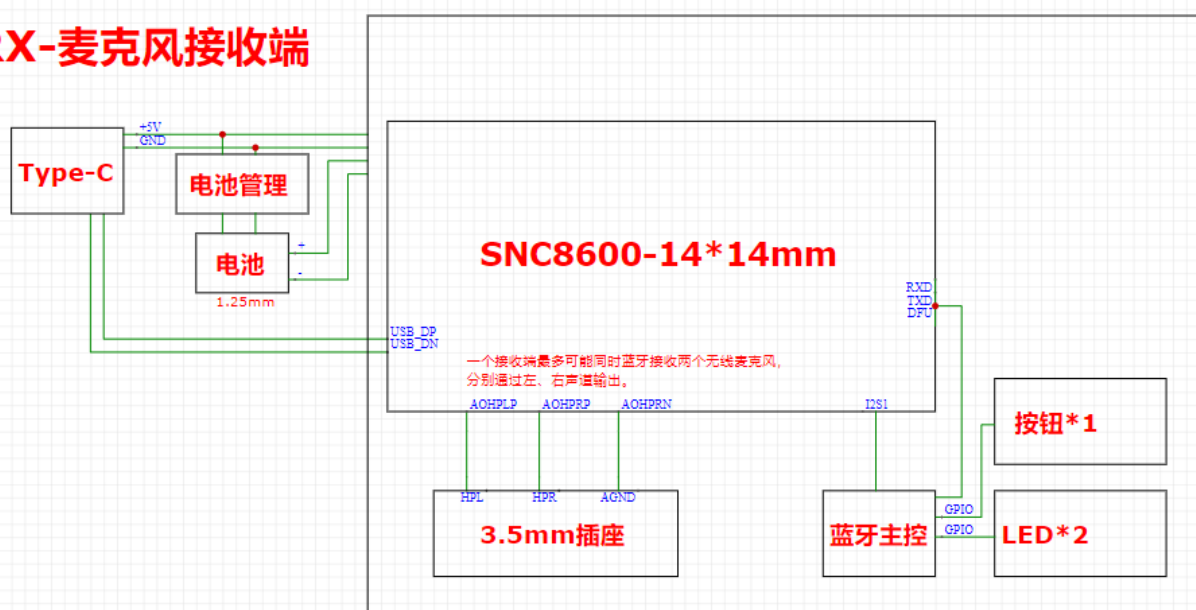 RX-麦克风接收端
+5V
GND
Type-C
电池管理
电池
+
-
1.25mm
SNC8600-14*14mm
RXD
TXD
DFU
USB_DP
USB_DN
一个接收端最多可能同时蓝牙接收两个无线麦克风，
分别通过左、右声道输出。
AOHPLP
AOHPRP
AOHPRN
I2S1
HPL
HPR
AGND
3.5mm插座
蓝牙主控
GPIO
GPIO
按钮*1
LED*2